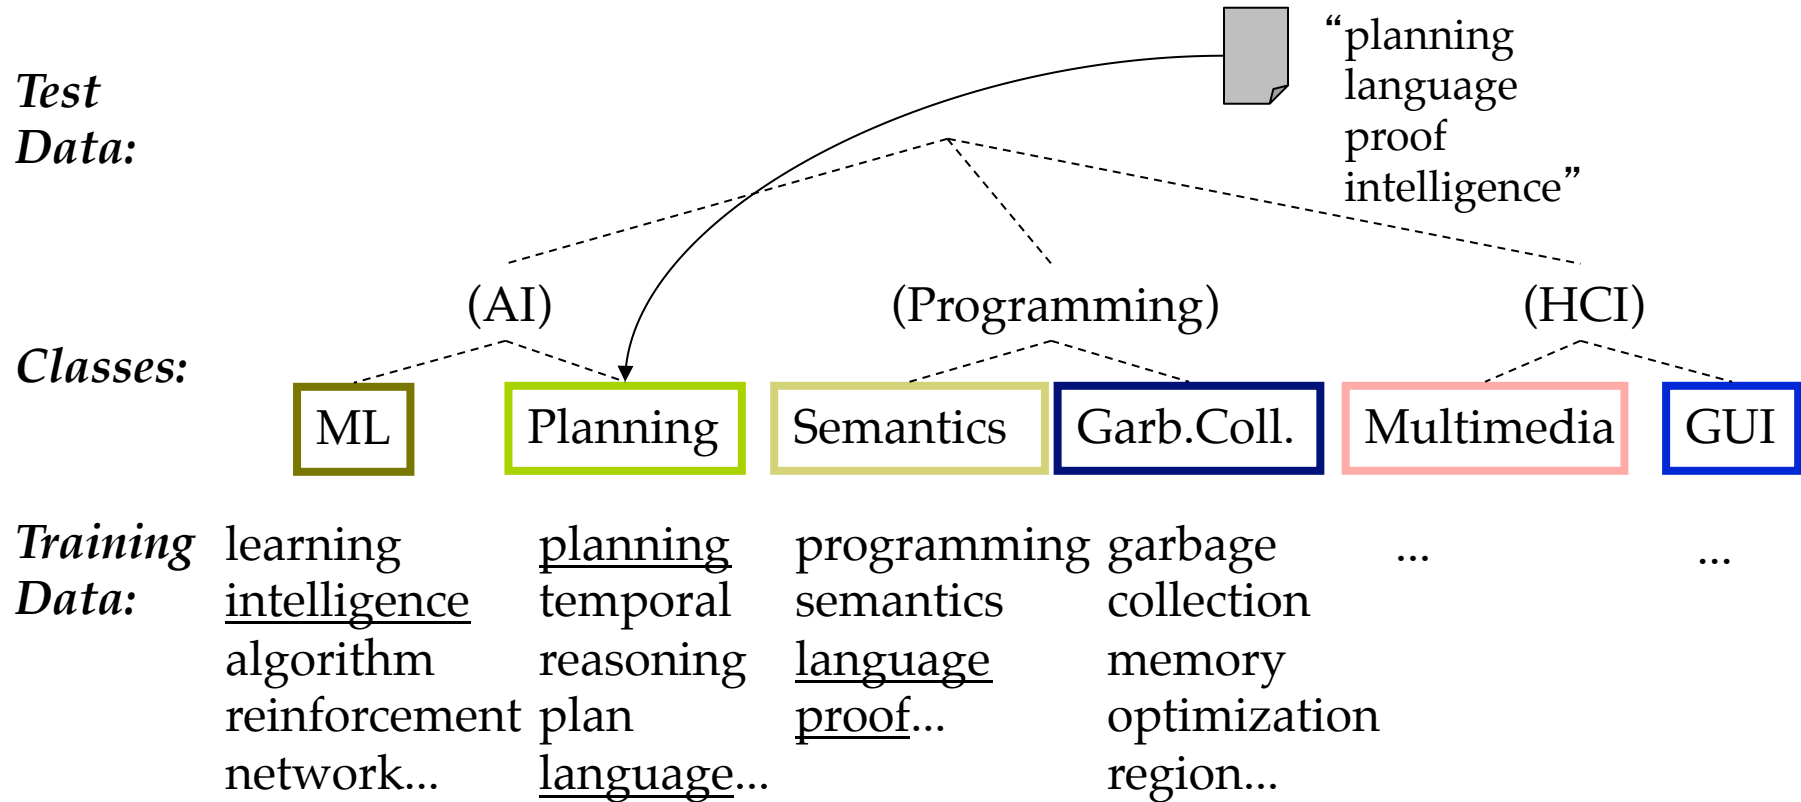 “planning
language
proof
intelligence”
Test
Data:
(AI) (Programming) (HCI)
Classes:
ML Planning Semantics Garb.Coll. Multimedia GUI
Training learning planning programming garbage ... ...
Data: intelligence temporal semantics collection
algorithm reasoning language memory
reinforcement plan proof... optimization
network... language... region...